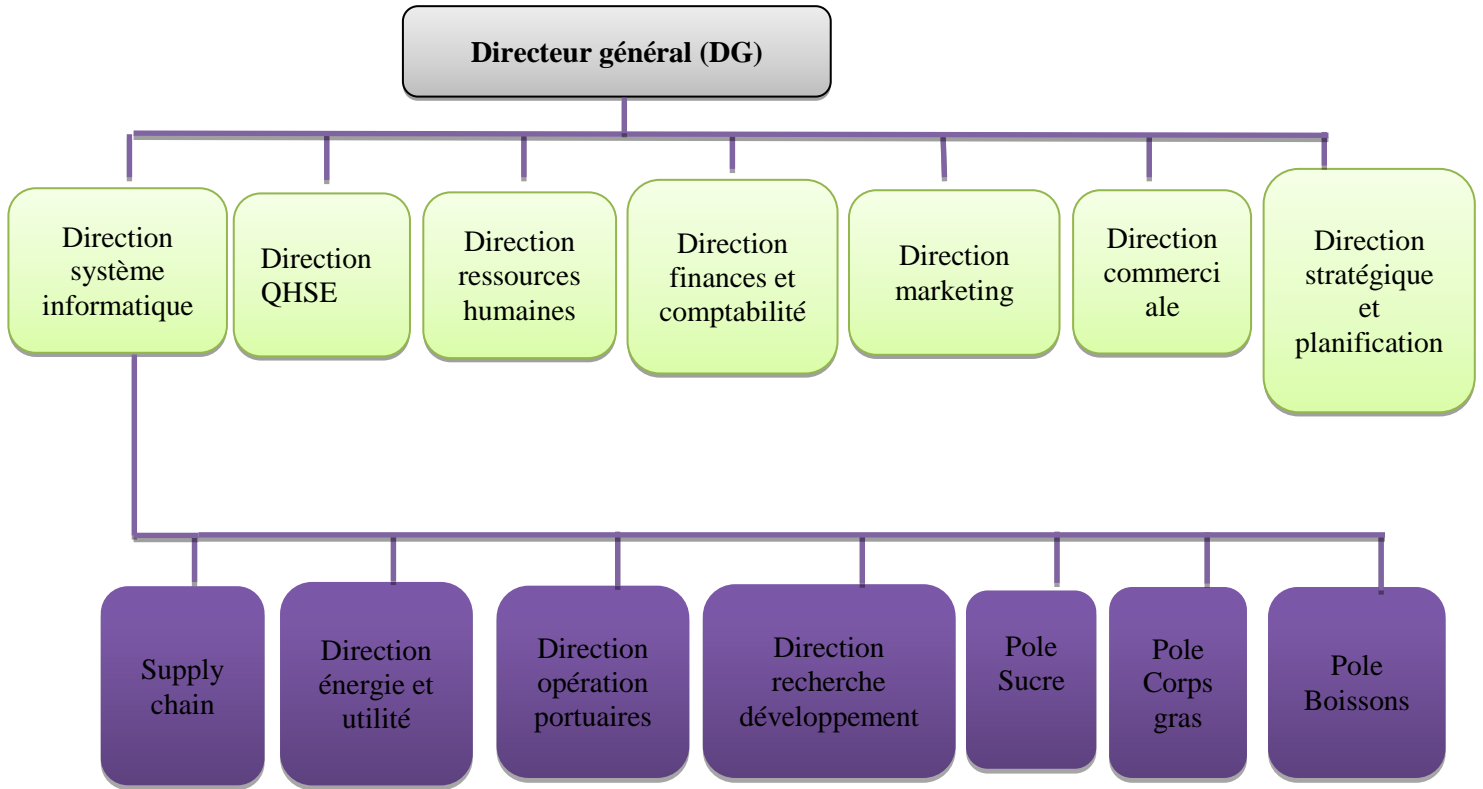 Directeur général (DG)
Direction
système
informatique
Direction
QHSE
Direction
ressources
humaines
Direction
finances et
comptabilité
Direction
marketing
Direction
commerci
ale
Direction
stratégique
et
planification
Supply
chain
Direction
énergie et
utilité
Direction
opération
portuaires
Direction
recherche
développement
Pole
Sucre
Pole
Corps
gras
Pole
Boissons